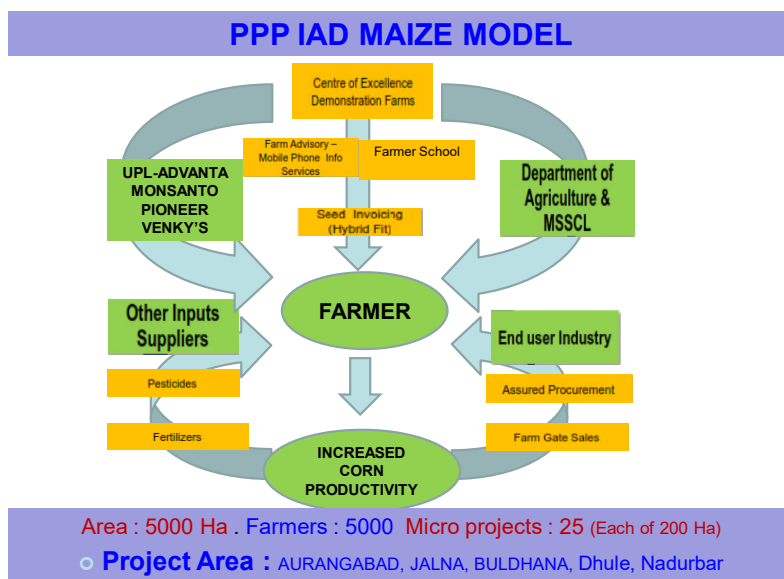 PPP IAD MAIZE MODEL
Centre of Excellence
Demonstration Farms
Farm Advisory –
Mobile Phone Info
Services
Farmer School
UPL-ADVANTA
MONSANTO
PIONEER
VENKY'S
Department of
Agriculture &
MSSCL
Seed Invoicing
(Hybrid Fit)
FARMER
Other Inputs
Suppliers
End user Industry
Pesticides
Assured Procurement
Fertilizers
Farm Gate Sales
INCREASED
CORN
PRODUCTIVITY
Area : 5000 Ha . Farmers : 5000 Micro projects : 25 (Each of 200 Ha)
Project Area : AURANGABAD, JALNA, BULDHANA, Dhule, Nadurbar